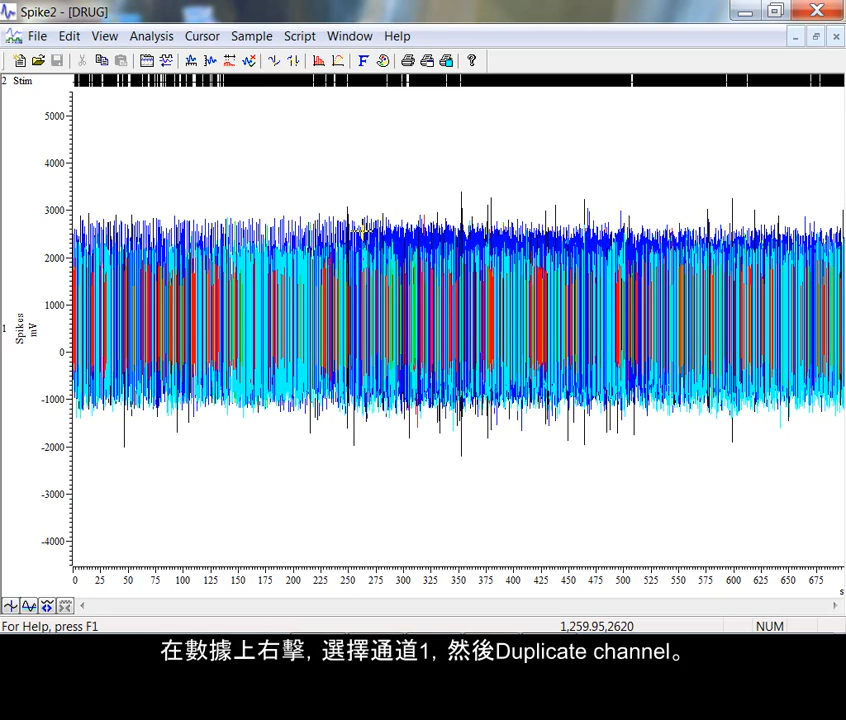 Spike2 - [DRUG]
File Edit View Analysis Cursor Sample Script Window Help
2 Stim
5000
4000
3000
2000
1000
0
-1000
-2000
-3000
-4000
1
Spikes
mV
0 25 50 75 100 125 150 175 200 225 250 275 300 325 350 375 400 425 450 475 500 525 550 575 600 625 650 675
s
For Help, press F1 1,259.95,2620 NUM
在數據上右擊, 選擇通道1, 然後Duplicate channel。